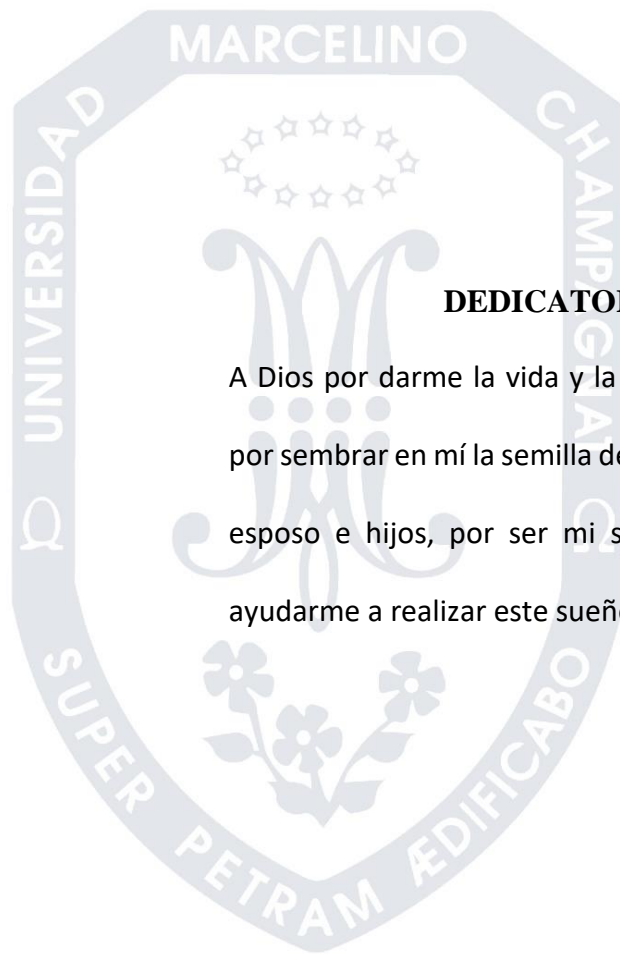 MARCELINO
UNIVERSIDAD
CHAMPAGNAT
DEDICATO
A Dios por darme la vida y la
por sembrar en mí la semilla de
esposo e hijos, por ser mi s
ayudarme a realizar este sueñ
SUPER PETRAM ÆDIFICABO